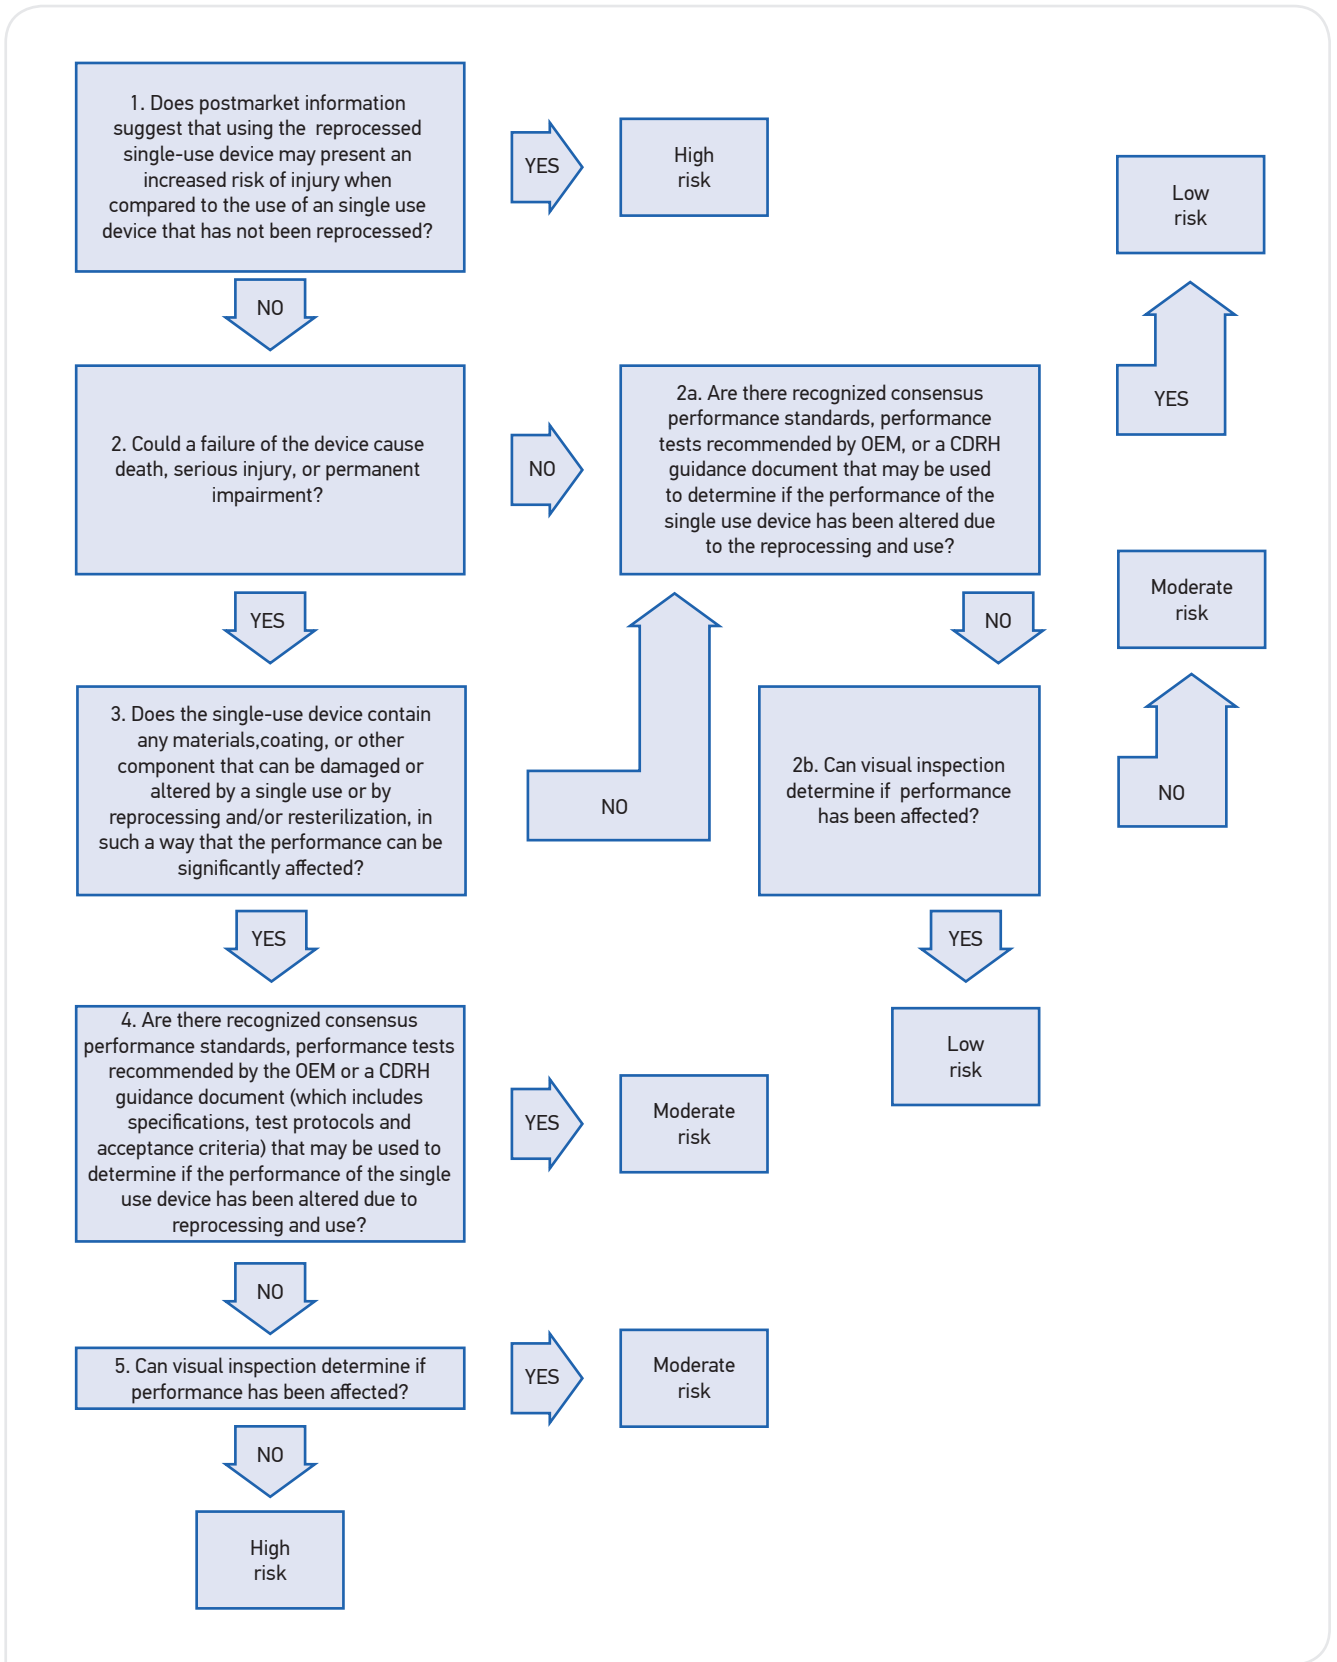 1. Does postmarket information
suggest that using the reprocessed
single-use device may present an
increased risk of injury when
compared to the use of an single use
device that has not been reprocessed?
YES
High
risk
NO
2. Could a failure of the device cause
death, serious injury, or permanent
impairment?
NO
2a. Are there recognized consensus
performance standards, performance
tests recommended by OEM, or a CDRH
guidance document that may be used
to determine if the performance of the
single use device has been altered due
to the reprocessing and use?
YES
Low
risk
YES
NO
3. Does the single-use device contain
any materials,coating, or other
component that can be damaged or
altered by a single use or by
reprocessing and/or resterilization, in
such a way that the performance can be
significantly affected?
NO
2b. Can visual inspection
determine if performance
has been affected?
NO
Moderate
risk
YES
YES
Low
risk
4. Are there recognized consensus
performance standards, performance tests
recommended by the OEM or a CDRH
guidance document (which includes
specifications, test protocols and
acceptance criteria) that may be used to
determine if the performance of the single
use device has been altered due to
reprocessing and use?
YES
Moderate
risk
NO
5. Can visual inspection determine if
performance has been affected?
YES
Moderate
risk
NO
High
risk